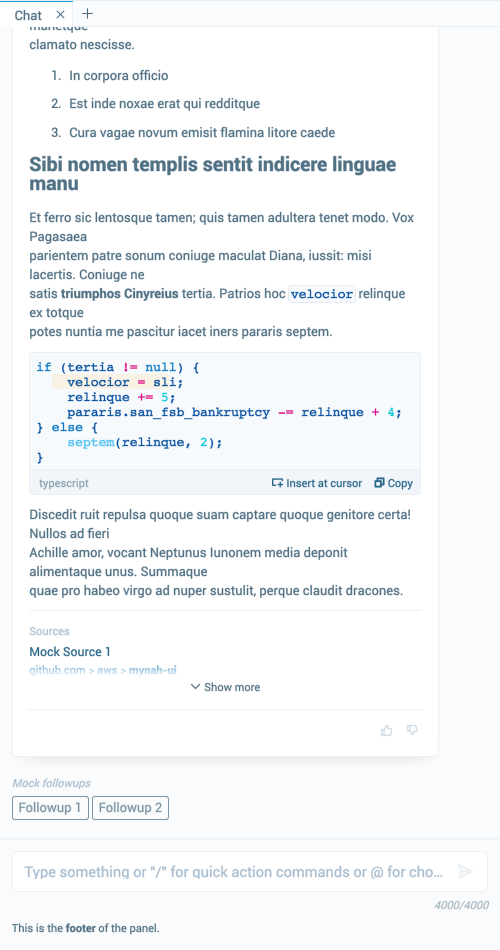 Chat
clamato nescisse.
1. In corpora officio
2. Est inde noxae erat qui redditque
3. Cura vagae novum emisit flamina litore caede
Sibi nomen templis sentit indicere linguae
manu
Et ferro sic lentosque tamen; quis tamen adultera tenet modo. Vox
Pagasaea
parientem patre sonum coniuge maculat Diana, iussit: misi
lacertis. Coniuge ne
satis triumphos Cinyreius tertia. Patrios hoc velocior relinque
ex totque
potes nuntia me pascitur iacet iners pararis septem.
if (tertia != null) {
    velocior = sli;
    relinque += 5;
    pararis.san_fsb_bankruptcy -= relinque + 4;
} else {
    septem(relinque, 2);
}
typescript Insert at cursor Copy
Discedit ruit repulsa quoque suam captare quoque genitore certa!
Nullos ad fieri
Achille amor, vocant Neptunus Iunonem media deponit
alimentaque unus. Summaque
quae pro habeo virgo ad nuper sustulit, perque claudit dracones.
Sources
Mock Source 1
github.com > aws > mynah-ui
Show more
Mock followups
Followup 1 Followup 2
Type something or "/" for quick action commands or @ for cho...
4000/4000
This is the footer of the panel.